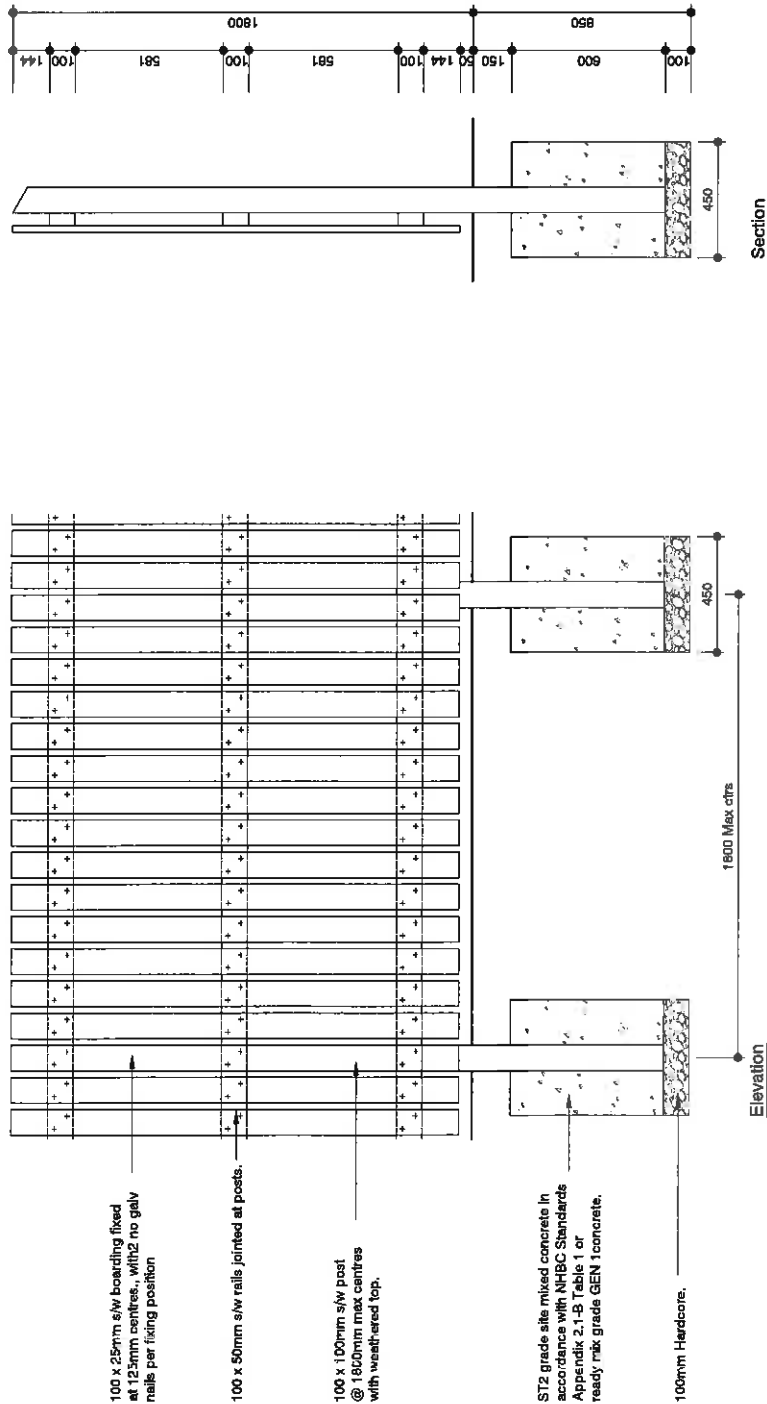 100 x 25mm s/w boarding fixed
at 125mm centres., with2 no galv
nails per fixing position
100 x 50mm s/w rails jointed at posts.
100 x 100mm s/w post
@ 1800mm max centres
with weathered top.
ST2 grade site mixed concrete in
accordance with NHBC Standards
Appendix 2.1-B Table 1 or
ready mix grade GEN 1concrete.
100mm Hardcore.
1800 Max ctrs
450
Elevation
1800
850
144
100
581
100
581
100
144
50
150
600
100
450
Section